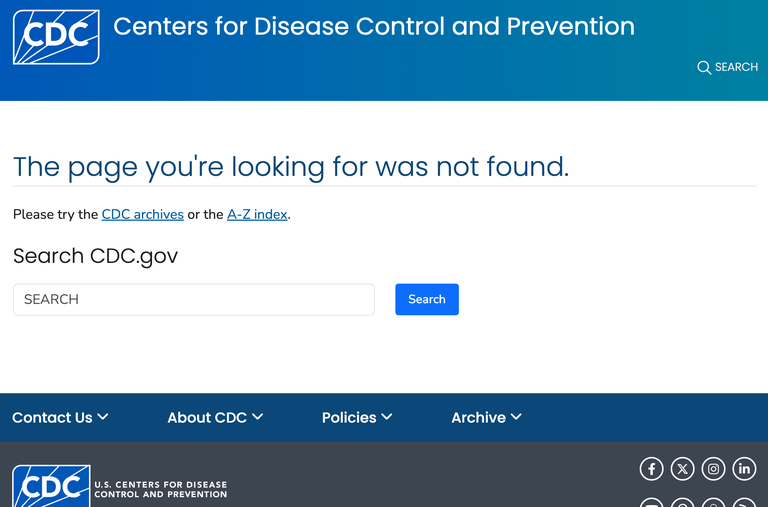 CDC
Centers for Disease Control and Prevention
SEARCH
The page you're looking for was not found.
Please try the CDC archives or the A-Z index.
Search CDC.gov
SEARCH
Search
Contact Us
About CDC
Policies
Archive
CDC
U.S. CENTERS FOR DISEASE
CONTROL AND PREVENTION